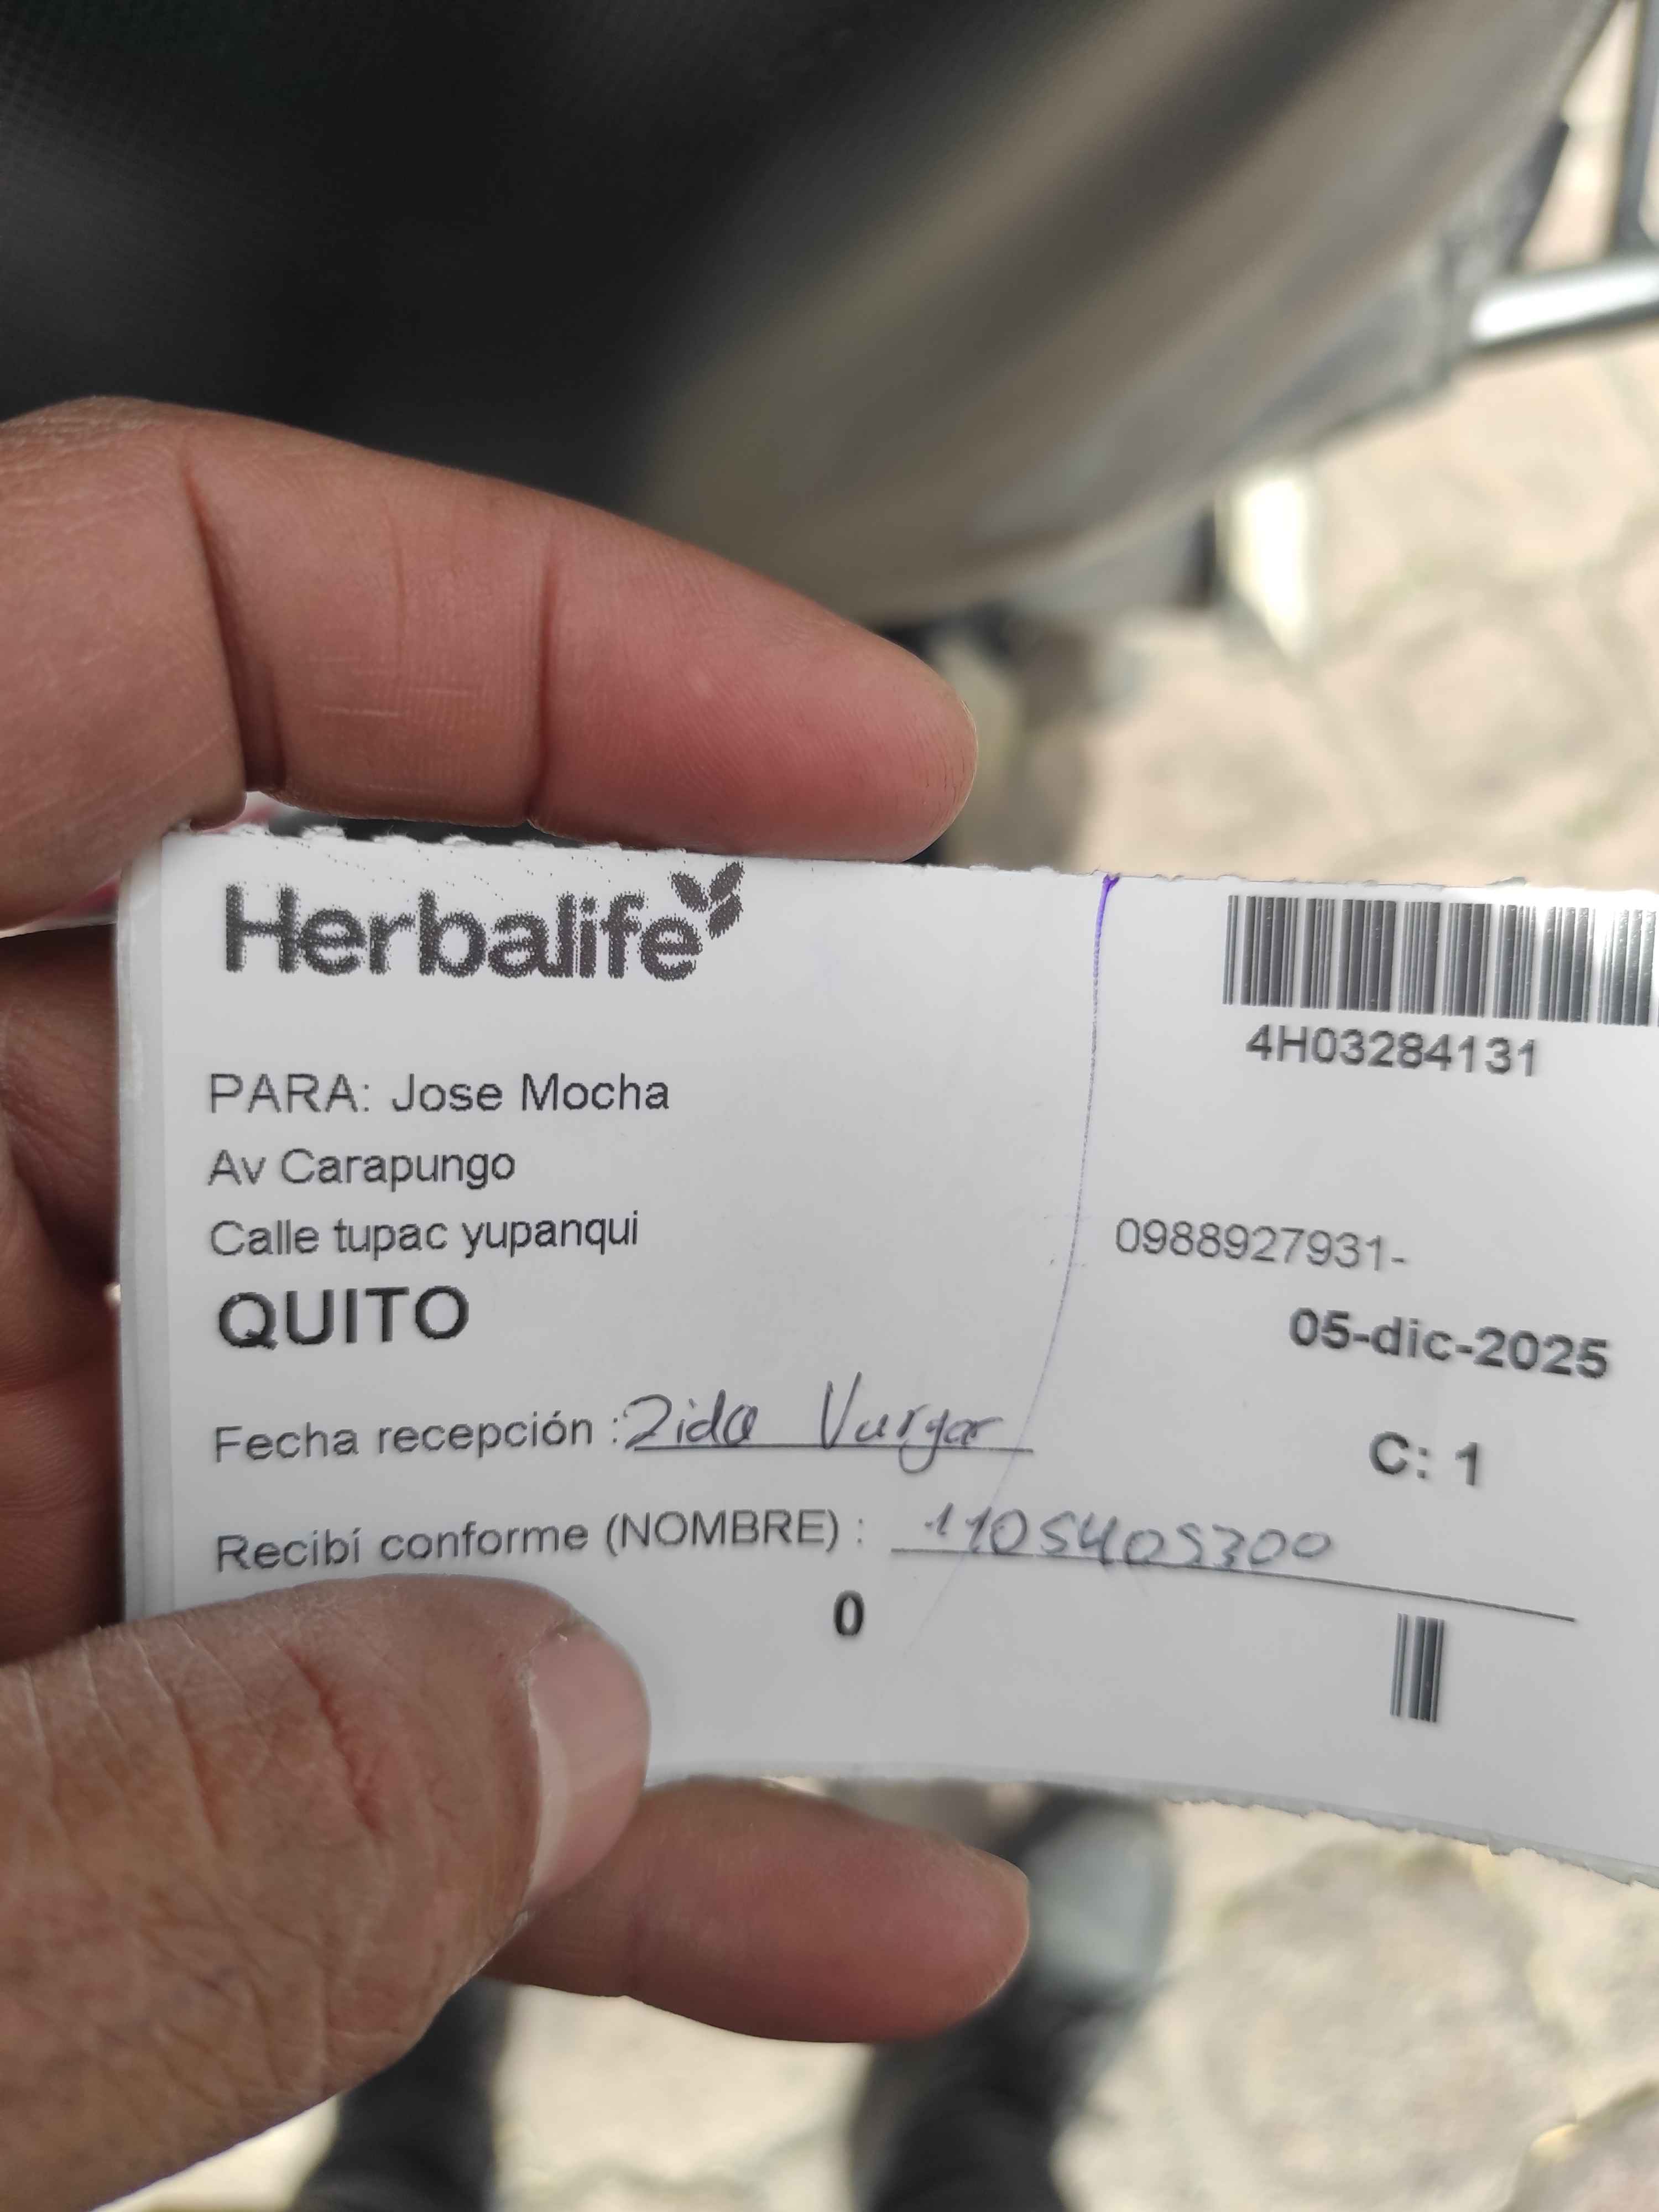 Herbalife
4H03284131
PARA: Jose Mocha
Av Carapungo
Calle tupac yupanqui
0988927931-
QUITO
05-dic-2025
Fecha recepción : Zida Vargar
C: 1
Recibí conforme (NOMBRE) : 1105405300
0